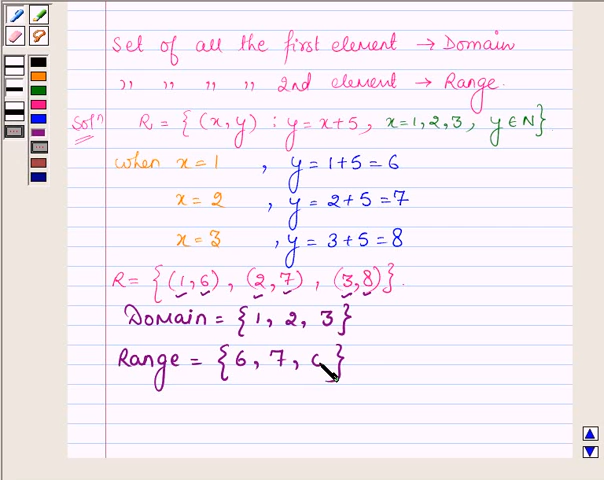 Set of all the first element → Domain
,, ,, ,, ,, 2nd element → Range
Solⁿ R = {(x, y) : y = x+5, x=1,2,3, y∈N}
when x = 1 , y = 1+5 = 6
x = 2 , y = 2+5 = 7
x = 3 , y = 3+5 = 8
R = {(1,6) , (2,7) , (3,8)}.
Domain = {1, 2, 3}
Range = {6, 7, }